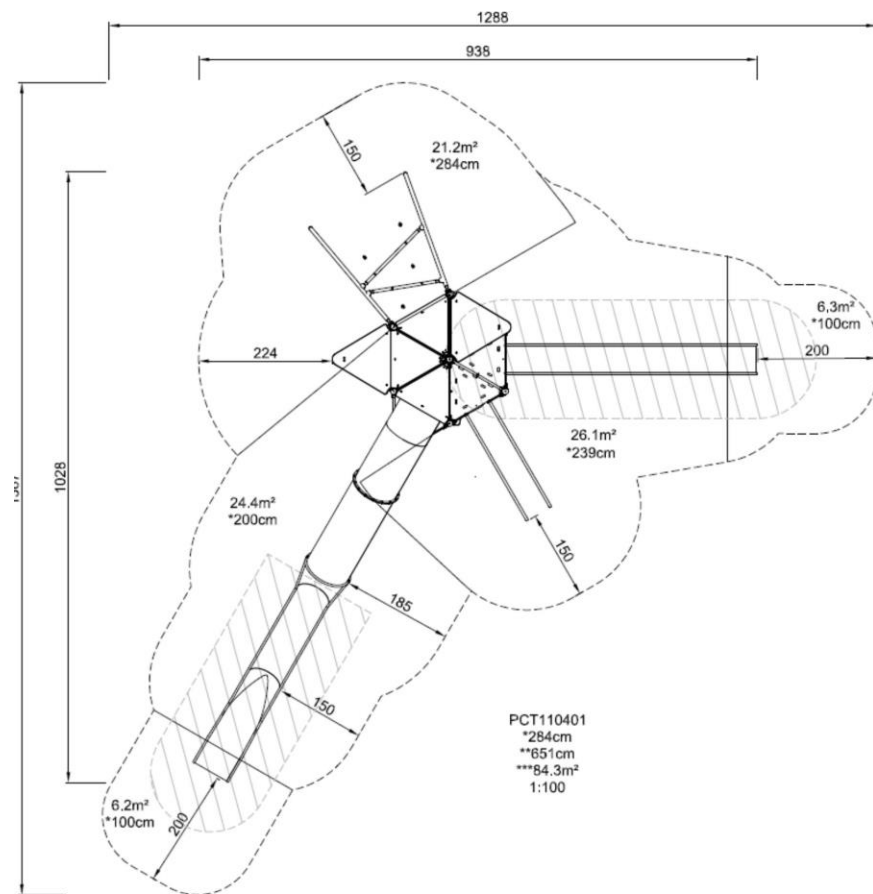 1288
938
150
21.2m²
*284cm
6,3m²
*100cm
224
200
1028
26.1m²
*239cm
24.4m²
*200cm
150
185
150
PCT110401
*284cm
**651cm
***84.3m²
1:100
6.2m²
*100cm
200